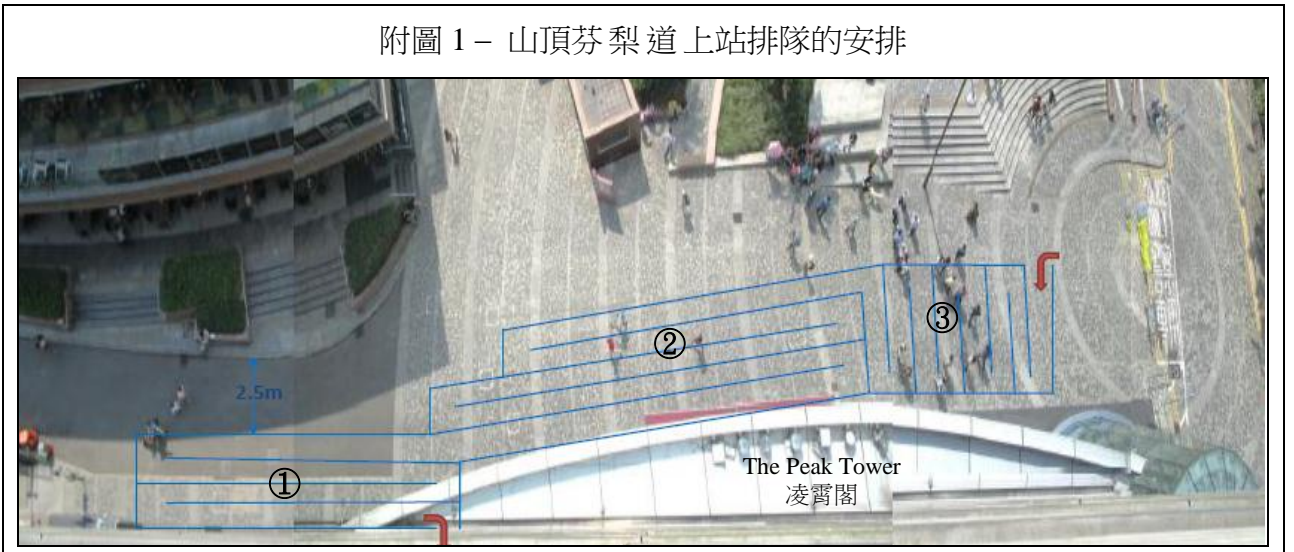 附圖 1 – 山頂芬梨道上站排隊的安排
2.5m
②
③
①
The Peak Tower
凌霄閣